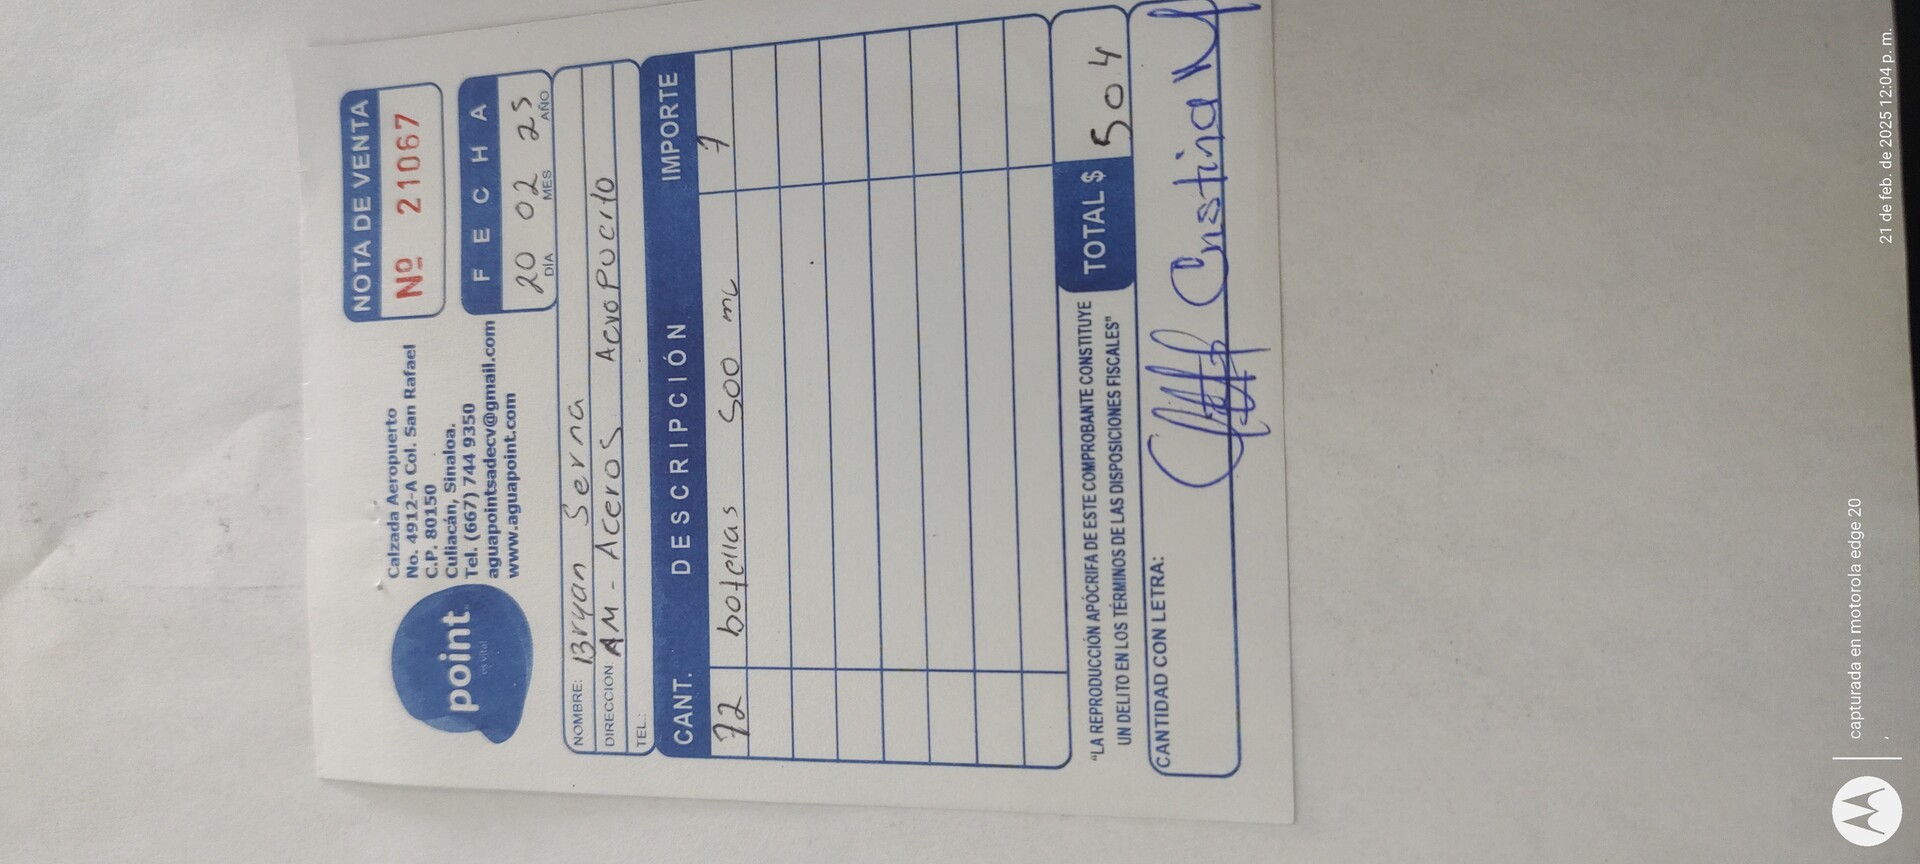 point
es vital
Calzada Aeropuerto
No. 4912-A Col. San Rafael
C.P. 80150
Culiacán, Sinaloa.
Tel. (667) 744 9350
aguapointsadecv@gmail.com
www.aguapoint.com
NOTA DE VENTA
Nº 21067
FECHA
20 02 25
DÍA MES AÑO
NOMBRE: Bryan Serna
DIRECCION AM - Aceros Aeropuerto
TEL.:
CANT. DESCRIPCIÓN IMPORTE
72 botellas 500 ml 7
"LA REPRODUCCIÓN APÓCRIFA DE ESTE COMPROBANTE CONSTITUYE
UN DELITO EN LOS TÉRMINOS DE LAS DISPOSICIONES FISCALES"
TOTAL $ 504
CANTIDAD CON LETRA:
capturada en motorola edge 20
21 de feb. de 2025 12:04 p. m.